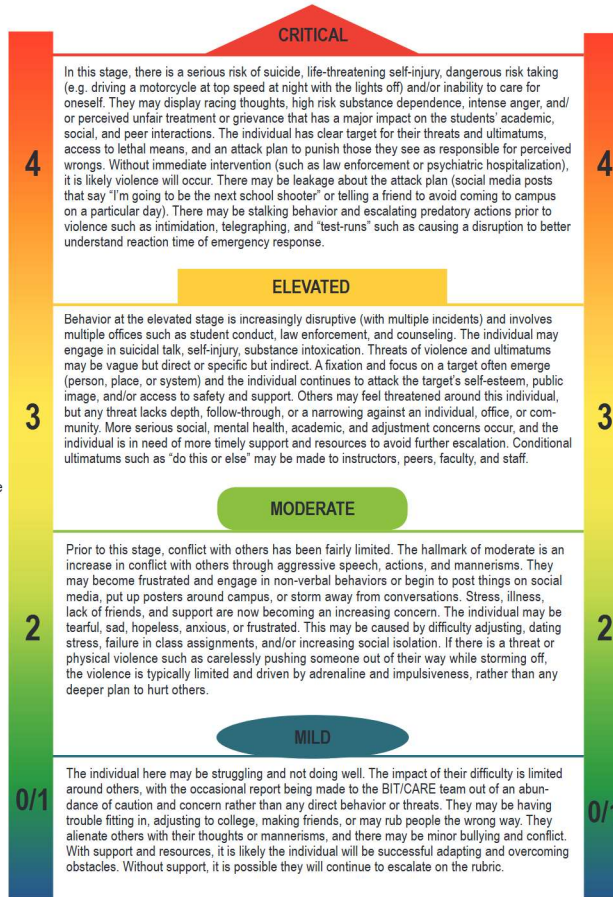 CRITICAL
In this stage, there is a serious risk of suicide, life-threatening self-injury, dangerous risk taking
(e.g. driving a motorcycle at top speed at night with the lights off) and/or inability to care for
oneself. They may display racing thoughts, high risk substance dependence, intense anger, and/
or perceived unfair treatment or grievance that has a major impact on the students' academic,
social, and peer interactions. The individual has clear target for their threats and ultimatums,
access to lethal means, and an attack plan to punish those they see as responsible for perceived
wrongs. Without immediate intervention (such as law enforcement or psychiatric hospitalization),
it is likely violence will occur. There may be leakage about the attack plan (social media posts
that say “I'm going to be the next school shooter” or telling a friend to avoid coming to campus
on a particular day). There may be stalking behavior and escalating predatory actions prior to
violence such as intimidation, telegraphing, and “test-runs” such as causing a disruption to better
understand reaction time of emergency response.
4
4
ELEVATED
Behavior at the elevated stage is increasingly disruptive (with multiple incidents) and involves
multiple offices such as student conduct, law enforcement, and counseling. The individual may
engage in suicidal talk, self-injury, substance intoxication. Threats of violence and ultimatums
may be vague but direct or specific but indirect. A fixation and focus on a target often emerge
(person, place, or system) and the individual continues to attack the target's self-esteem, public
image, and/or access to safety and support. Others may feel threatened around this individual,
but any threat lacks depth, follow-through, or a narrowing against an individual, office, or com-
munity. More serious social, mental health, academic, and adjustment concerns occur, and the
individual is in need of more timely support and resources to avoid further escalation. Conditional
ultimatums such as “do this or else” may be made to instructors, peers, faculty, and staff.
3
3
e
MODERATE
Prior to this stage, conflict with others has been fairly limited. The hallmark of moderate is an
increase in conflict with others through aggressive speech, actions, and mannerisms. They
may become frustrated and engage in non-verbal behaviors or begin to post things on social
media, put up posters around campus, or storm away from conversations. Stress, illness,
lack of friends, and support are now becoming an increasing concern. The individual may be
tearful, sad, hopeless, anxious, or frustrated. This may be caused by difficulty adjusting, dating
stress, failure in class assignments, and/or increasing social isolation. If there is a threat or
physical violence such as carelessly pushing someone out of their way while storming off,
the violence is typically limited and driven by adrenaline and impulsiveness, rather than any
deeper plan to hurt others.
2
2
MILD
The individual here may be struggling and not doing well. The impact of their difficulty is limited
around others, with the occasional report being made to the BIT/CARE team out of an abun-
dance of caution and concern rather than any direct behavior or threats. They may be having
trouble fitting in, adjusting to college, making friends, or may rub people the wrong way. They
alienate others with their thoughts or mannerisms, and there may be minor bullying and conflict.
With support and resources, it is likely the individual will be successful adapting and overcoming
obstacles. Without support, it is possible they will continue to escalate on the rubric.
0/1
0/1